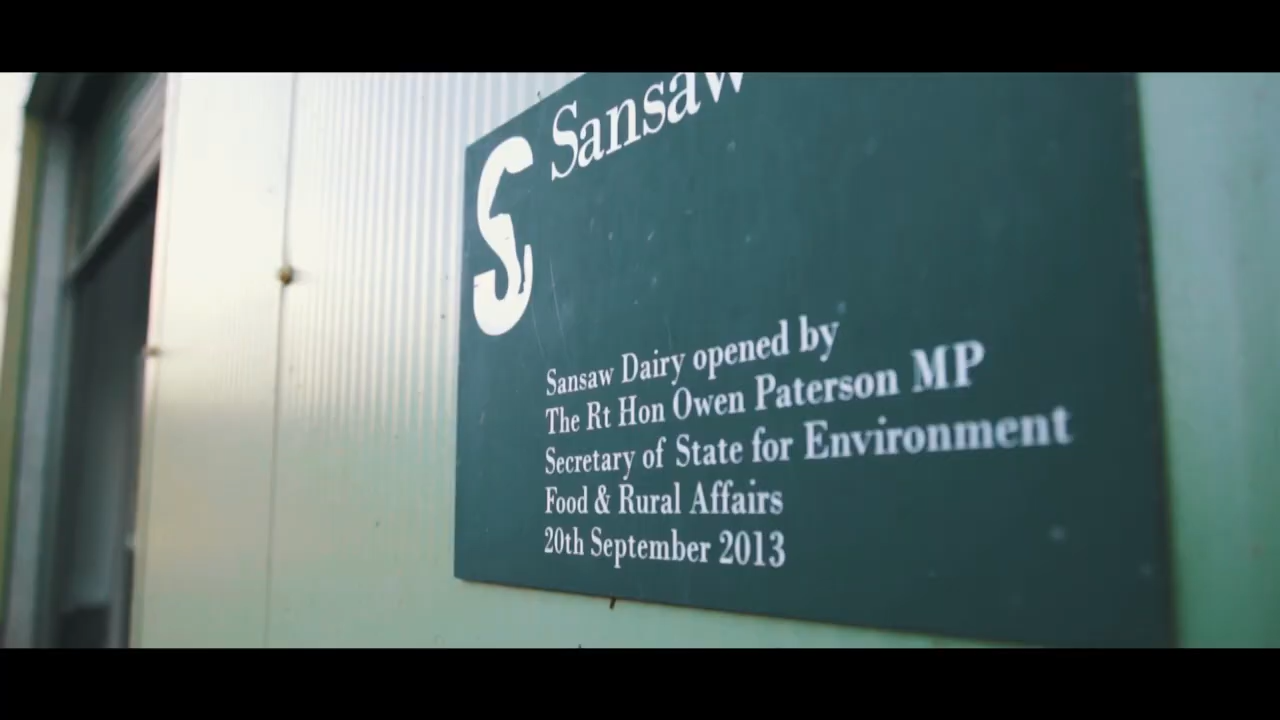 Sansaw
Sansaw Dairy opened by
The Rt Hon Owen Paterson MP
Secretary of State for Environment
Food & Rural Affairs
20th September 2013